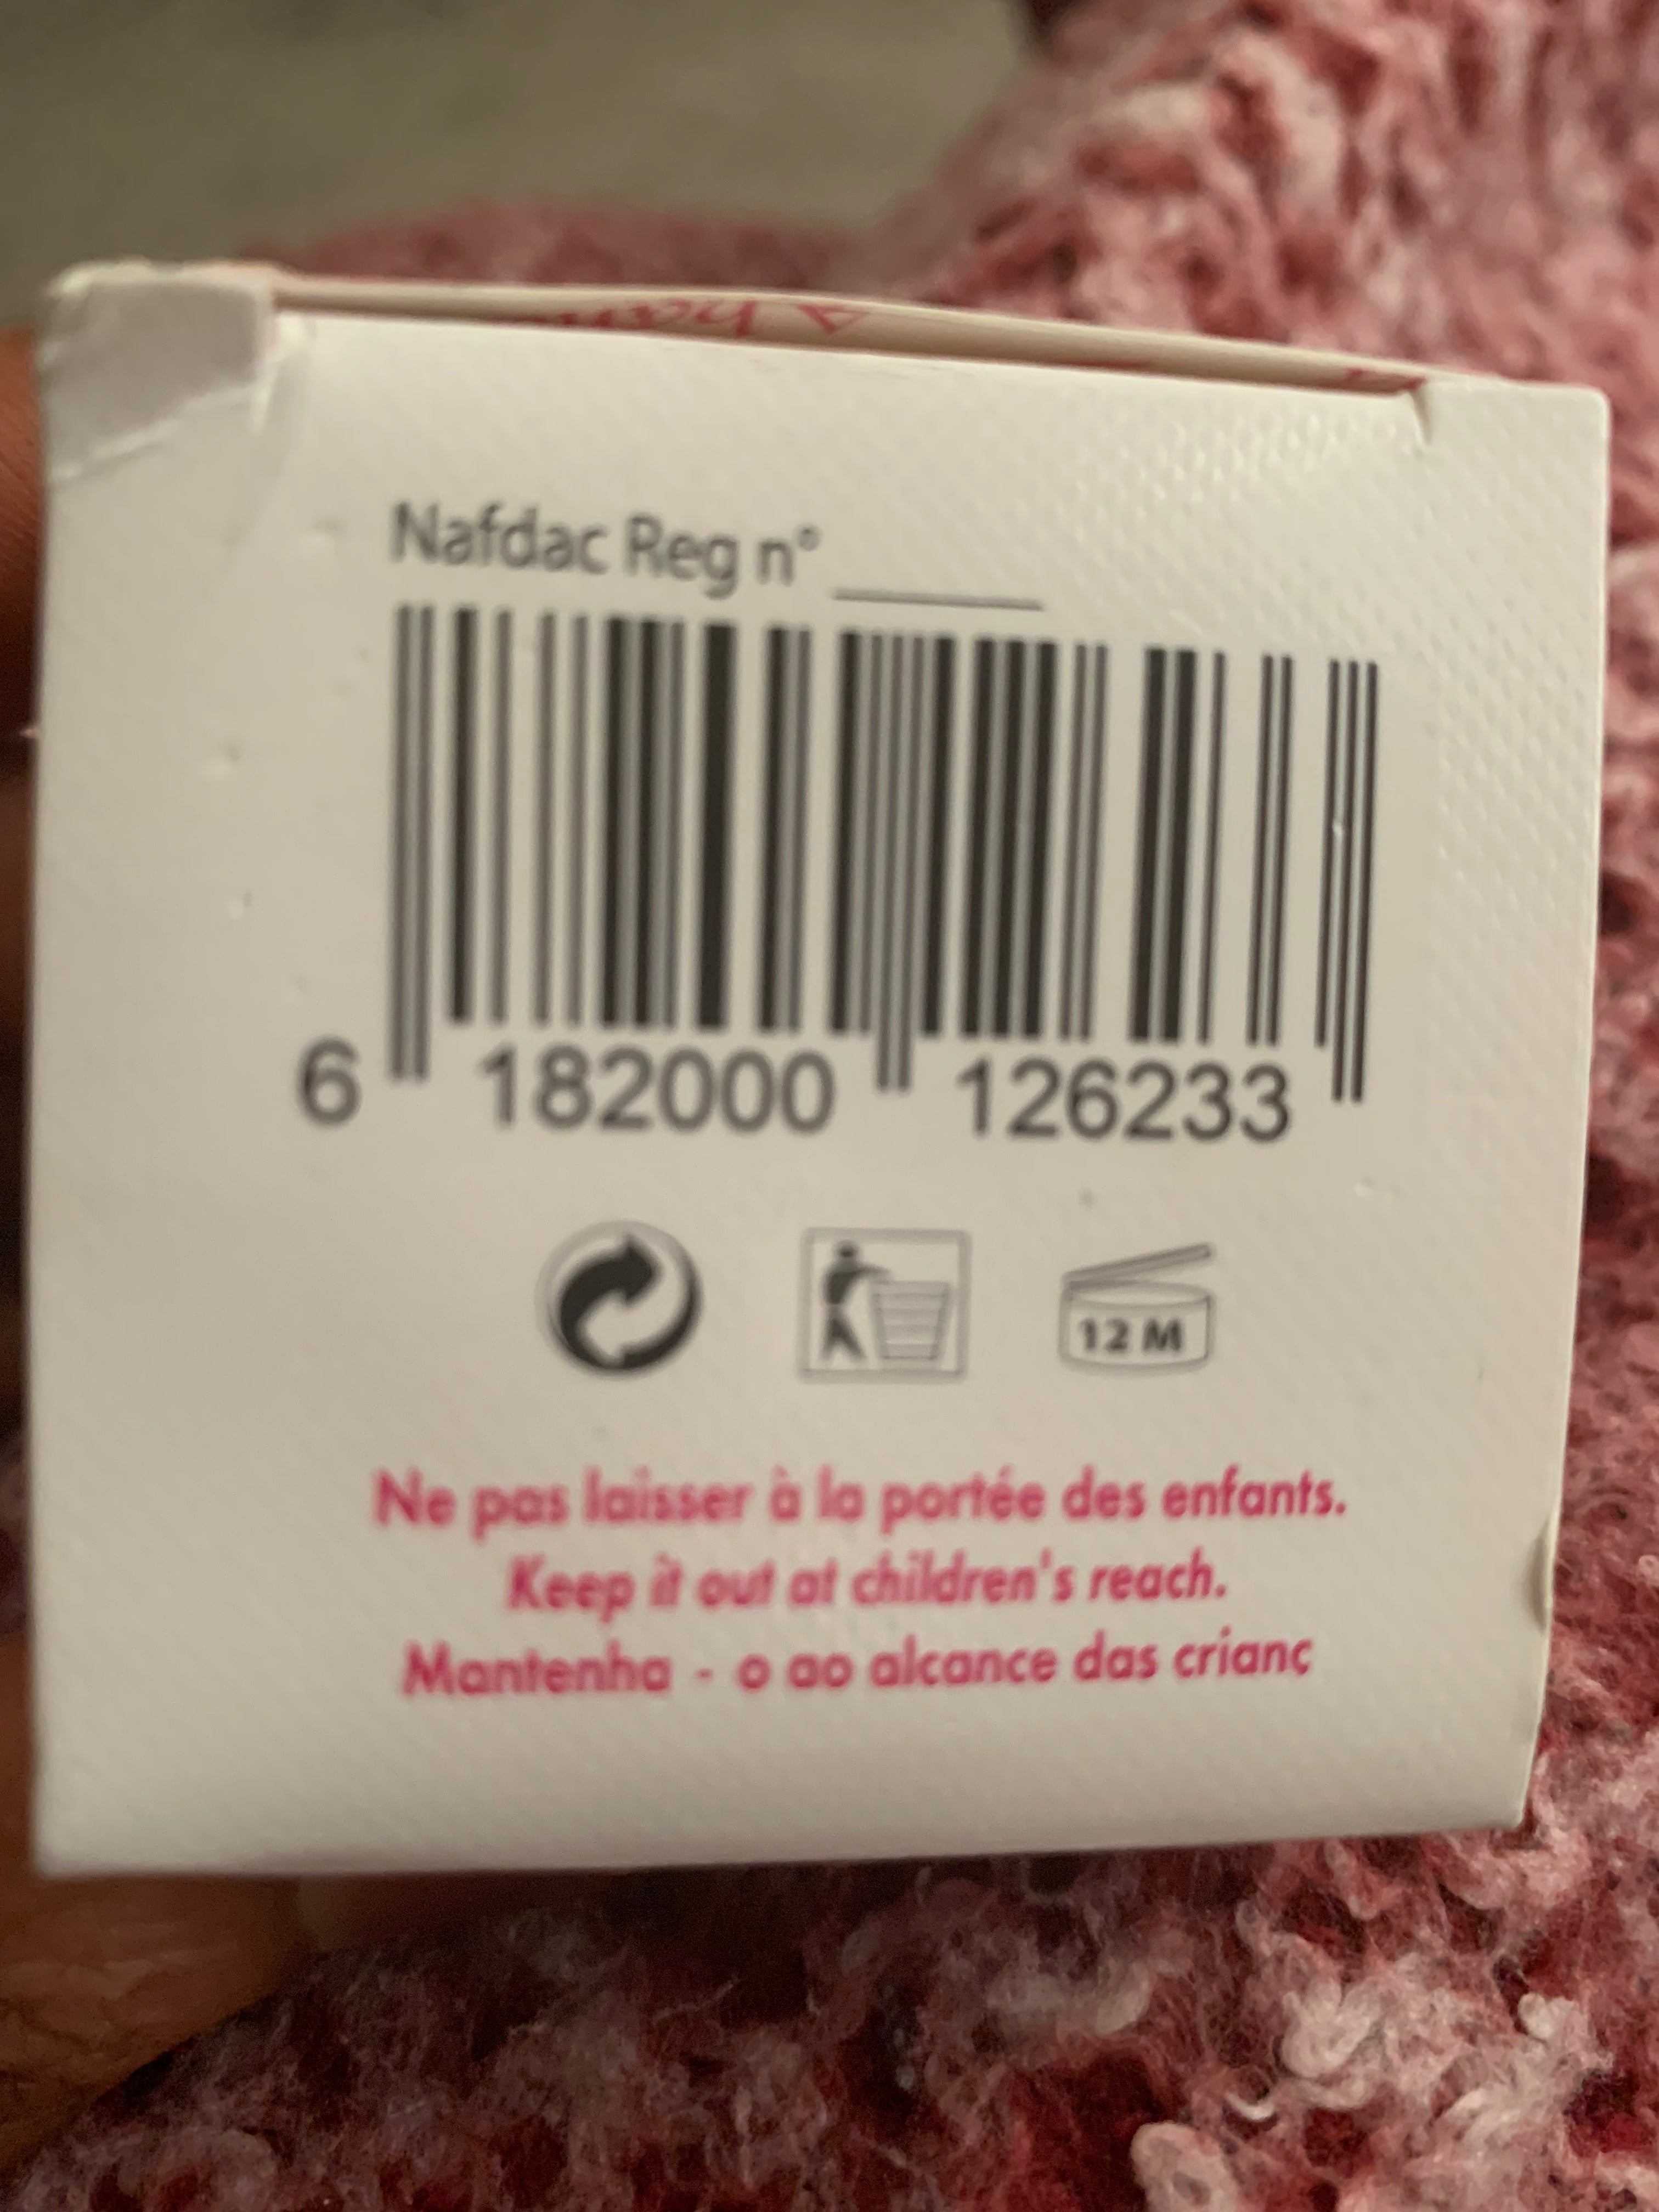 Nafdac Reg n° ______
6 182000 126233
12 M
Ne pas laisser à la portée des enfants.
Keep it out at children's reach.
Mantenha - o ao alcance das crianç